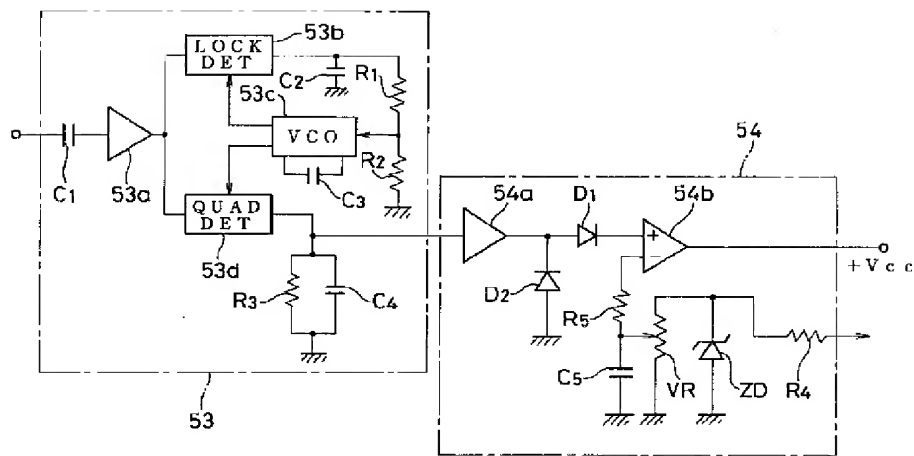 53b
LOCK
DET
C2
R1
53c
VCO
R2
C3
C1
53a
QUAD
DET
53d
R3
C4
53
54
54a
D1
54b
+
−
+Vcc
D2
R5
C5
VR
ZD
R4